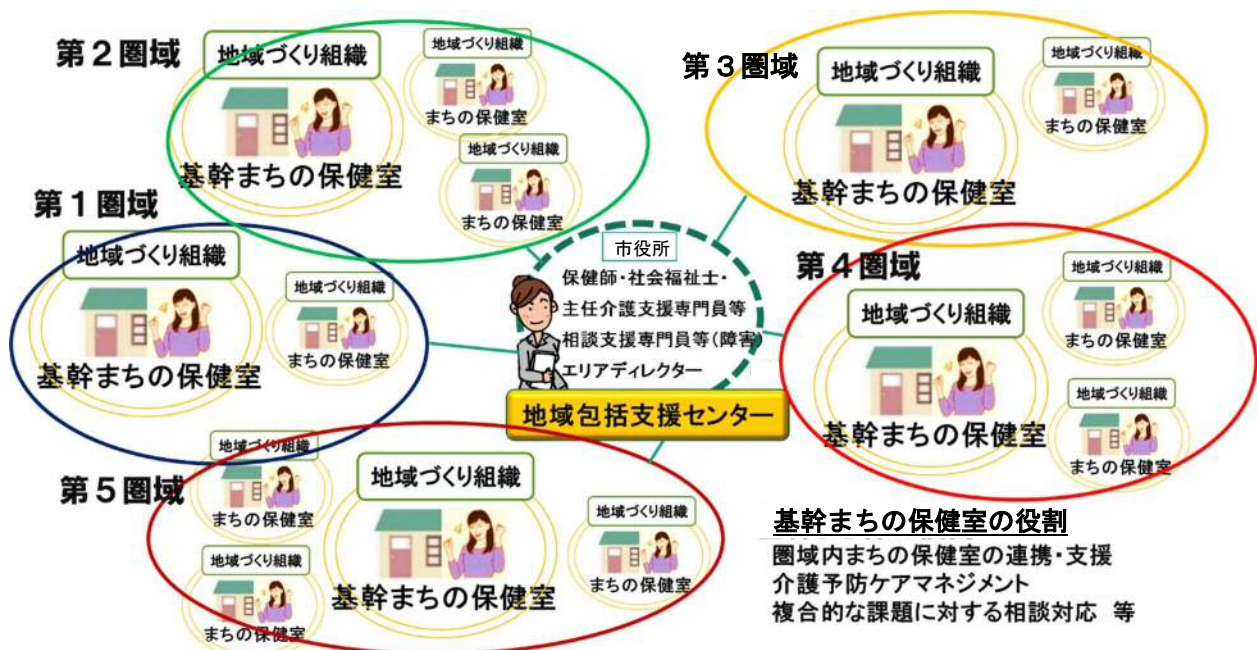 第2圏域
地域づくり組織
基幹まちの保健室
地域づくり組織
まちの保健室
地域づくり組織
まちの保健室
第3圏域
地域づくり組織
基幹まちの保健室
地域づくり組織
まちの保健室
第1圏域
地域づくり組織
基幹まちの保健室
地域づくり組織
まちの保健室
市役所
保健師・社会福祉士・
主任介護支援専門員等
相談支援専門員等(障害)
エリアディレクター
地域包括支援センター
第4圏域
地域づくり組織
基幹まちの保健室
地域づくり組織
まちの保健室
地域づくり組織
まちの保健室
第5圏域
地域づくり組織
まちの保健室
地域づくり組織
まちの保健室
地域づくり組織
基幹まちの保健室
地域づくり組織
まちの保健室
基幹まちの保健室の役割
圏域内まちの保健室の連携・支援
介護予防ケアマネジメント
複合的な課題に対する相談対応 等